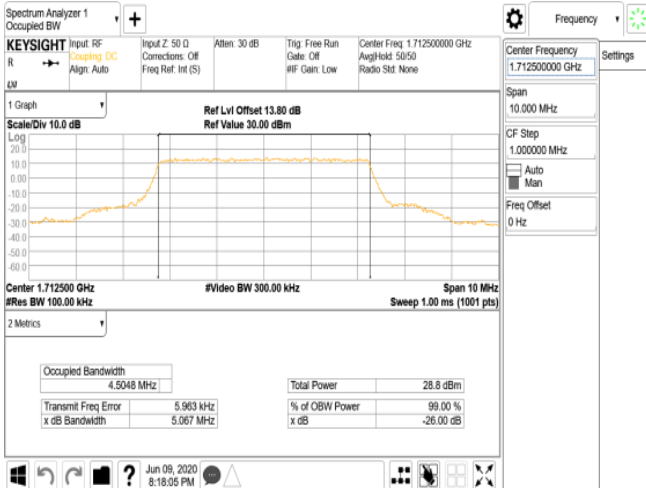 Spectrum Analyzer 1
Occupied BW
Frequency
KEYSIGHT
R
Input: RF
Coupling: DC
Align: Auto
Input Z: 50 Ω
Corrections: Off
Freq Ref: Int (S)
Atten: 30 dB
Trig: Free Run
Gate: Off
#IF Gain: Low
Center Freq: 1.712500000 GHz
Avg|Hold: 50/50
Radio Std: None
Center Frequency
1.712500000 GHz
Settings
Span
10.000 MHz
CF Step
1.000000 MHz
Auto
Man
Freq Offset
0 Hz
1 Graph
Ref Lvl Offset 13.80 dB
Scale/Div 10.0 dB
Ref Value 30.00 dBm
Log
20.0
10.0
0.00
-10.0
-20.0
-30.0
-40.0
-50.0
-60.0
Center 1.712500 GHz
#Video BW 300.00 kHz
Span 10 MHz
#Res BW 100.00 kHz
Sweep 1.00 ms (1001 pts)
2 Metrics
Occupied Bandwidth
4.5048 MHz
Total Power 28.8 dBm
Transmit Freq Error 5.963 kHz
% of OBW Power 99.00 %
x dB Bandwidth 5.067 MHz
x dB -26.00 dB
?
Jun 09, 2020
8:18:05 PM